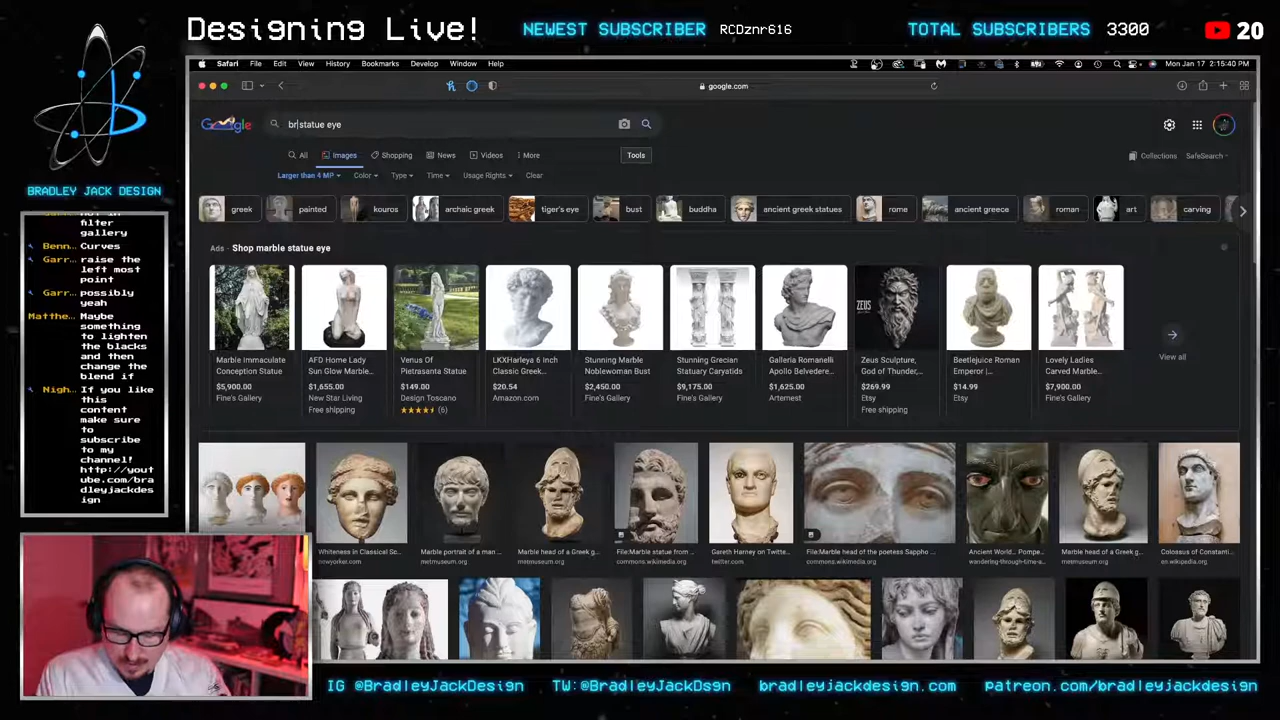 Designing Live!
NEWEST SUBSCRIBER RCDznr616
TOTAL SUBSCRIBERS 3300
20
Safari File Edit View History Bookmarks Develop Window Help
Mon Jan 17 2:15:40 PM
google.com
Google
br statue eye
All Images Shopping News Videos More
Tools
Collections SafeSearch
Larger than 4 MP Color Type Time Usage Rights Clear
greek painted kouros archaic greek tiger's eye bust buddha ancient greek statues rome ancient greece roman art carving
Ads · Shop marble statue eye
ZEUS
Marble Immaculate
Conception Statue
$5,900.00
Fine's Gallery
AFD Home Lady
Sun Glow Marble...
$1,655.00
New Star Living
Free shipping
Venus Of
Pietrasanta Statue
$149.00
Design Toscano
(6)
LKXHarleya 6 Inch
Classic Greek...
$20.54
Amazon.com
Stunning Marble
Noblewoman Bust
$2,450.00
Fine's Gallery
Stunning Grecian
Statuary Caryatids
$9,175.00
Fine's Gallery
Galleria Romanelli
Apollo Belvedere...
$1,625.00
Artemest
Zeus Sculpture,
God of Thunder,...
$269.99
Etsy
Free shipping
Beetlejuice Roman
Emperor |...
$14.99
Etsy
Lovely Ladies
Carved Marble...
$7,900.00
Fine's Gallery
View all
Whiteness in Classical Sc...
newyorker.com
Marble portrait of a man ...
metmuseum.org
Marble head of a Greek g...
metmuseum.org
File:Marble statue from ...
commons.wikimedia.org
Gareth Harney on Twitte...
twitter.com
File:Marble head of the poetess Sappho ...
commons.wikimedia.org
Ancient World... Pompe...
wandering-through-time-a...
Marble head of a Greek g...
metmuseum.org
Colossus of Constanti...
en.wikipedia.org
BRADLEY JACK DESIGN
filter
gallery
Benn... Curves
Garr... raise the
left most
point
Garr... possibly
yeah
Matthe... Maybe
something
to lighten
the blacks
and then
change the
blend if
Nigh... If you like
this
content
make sure
to
subscribe
to my
channel!
http://yout
ube.com/bra
dleyjackdes
ign
IG @BradleyJackDesign
TW:@BradleyJackDsgn
bradleyjackdesign.com
patreon.com/bradleyjackdesign